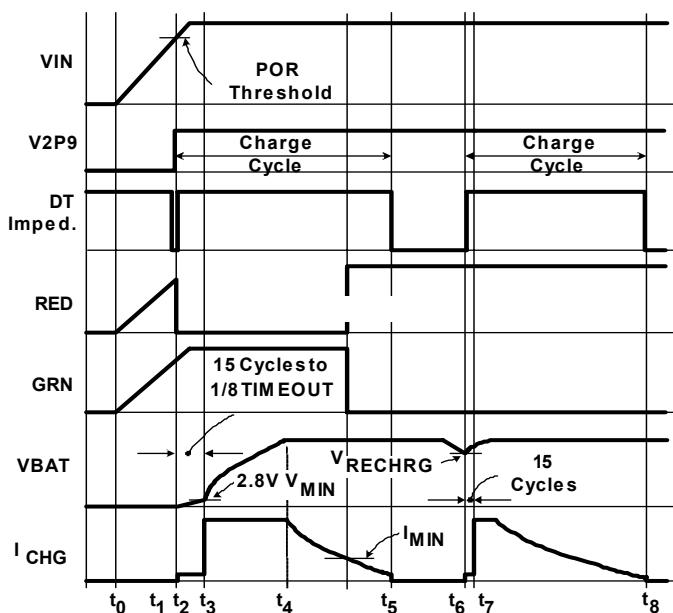 VIN
POR
Threshold
V2P9
Charge
Cycle
Charge
Cycle
DT
Imped.
RED
GRN
15 Cycles to
1/8 TIMEOUT
VBAT
2.8V VMIN
VRECHRG
15
Cycles
I CHG
IMIN
t0 t1 t2 t3 t4 t5 t6 t7 t8